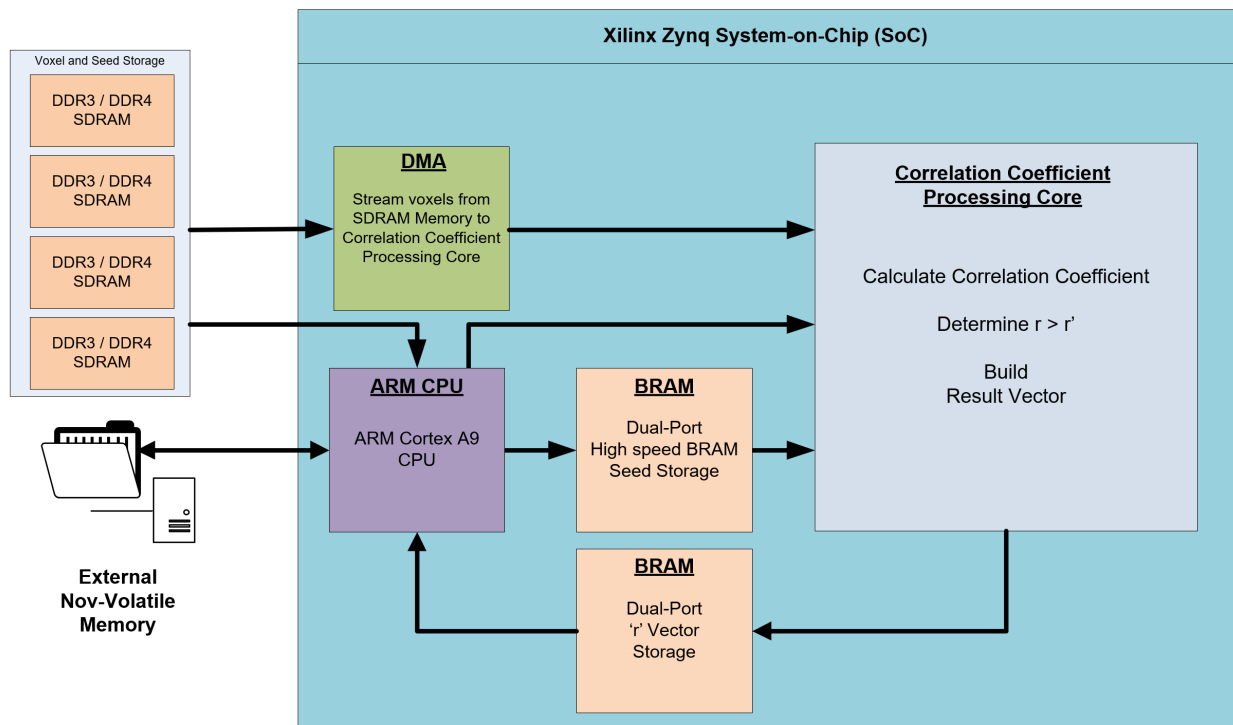 Xilinx Zynq System-on-Chip (SoC)
Voxel and Seed Storage
DDR3 / DDR4
SDRAM
DDR3 / DDR4
SDRAM
DDR3 / DDR4
SDRAM
DDR3 / DDR4
SDRAM
DMA
Stream voxels from
SDRAM Memory to
Correlation Coefficient
Processing Core
Correlation Coefficient
Processing Core
Calculate Correlation Coefficient
Determine r > r’
Build
Result Vector
ARM CPU
ARM Cortex A9
CPU
BRAM
Dual-Port
High speed BRAM
Seed Storage
BRAM
Dual-Port
‘r’ Vector
Storage
External
Nov-Volatile
Memory